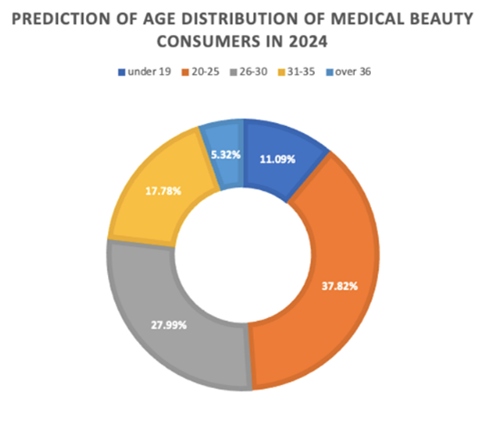 PREDICTION OF AGE DISTRIBUTION OF MEDICAL BEAUTY
CONSUMERS IN 2024
under 19 20-25 26-30 31-35 over 36
5.32%
11.09%
17.78%
37.82%
27.99%